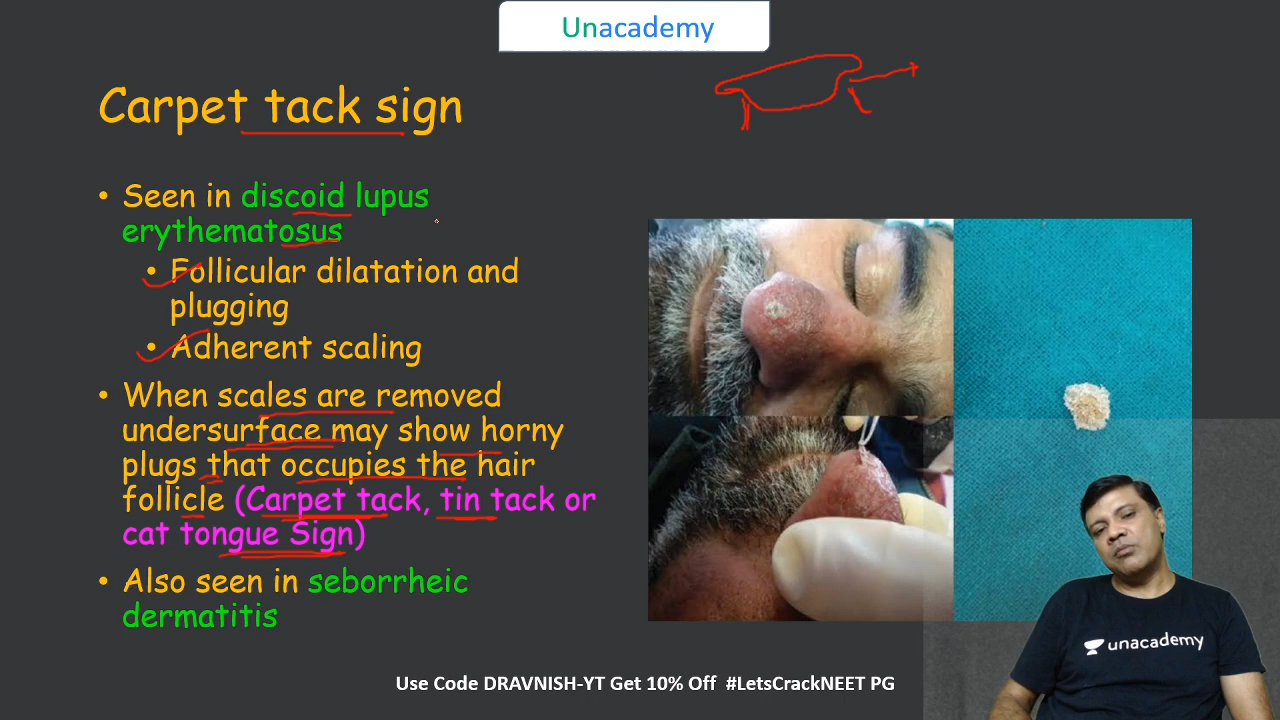 Unacademy
Carpet tack sign
• Seen in discoid lupus
erythematosus
• Follicular dilatation and
plugging
• Adherent scaling
• When scales are removed
undersurface may show horny
plugs that occupies the hair
follicle (Carpet tack, tin tack or
cat tongue Sign)
• Also seen in seborrheic
dermatitis
unacademy
Use Code DRAVNISH-YT Get 10% Off #LetsCrackNEET PG